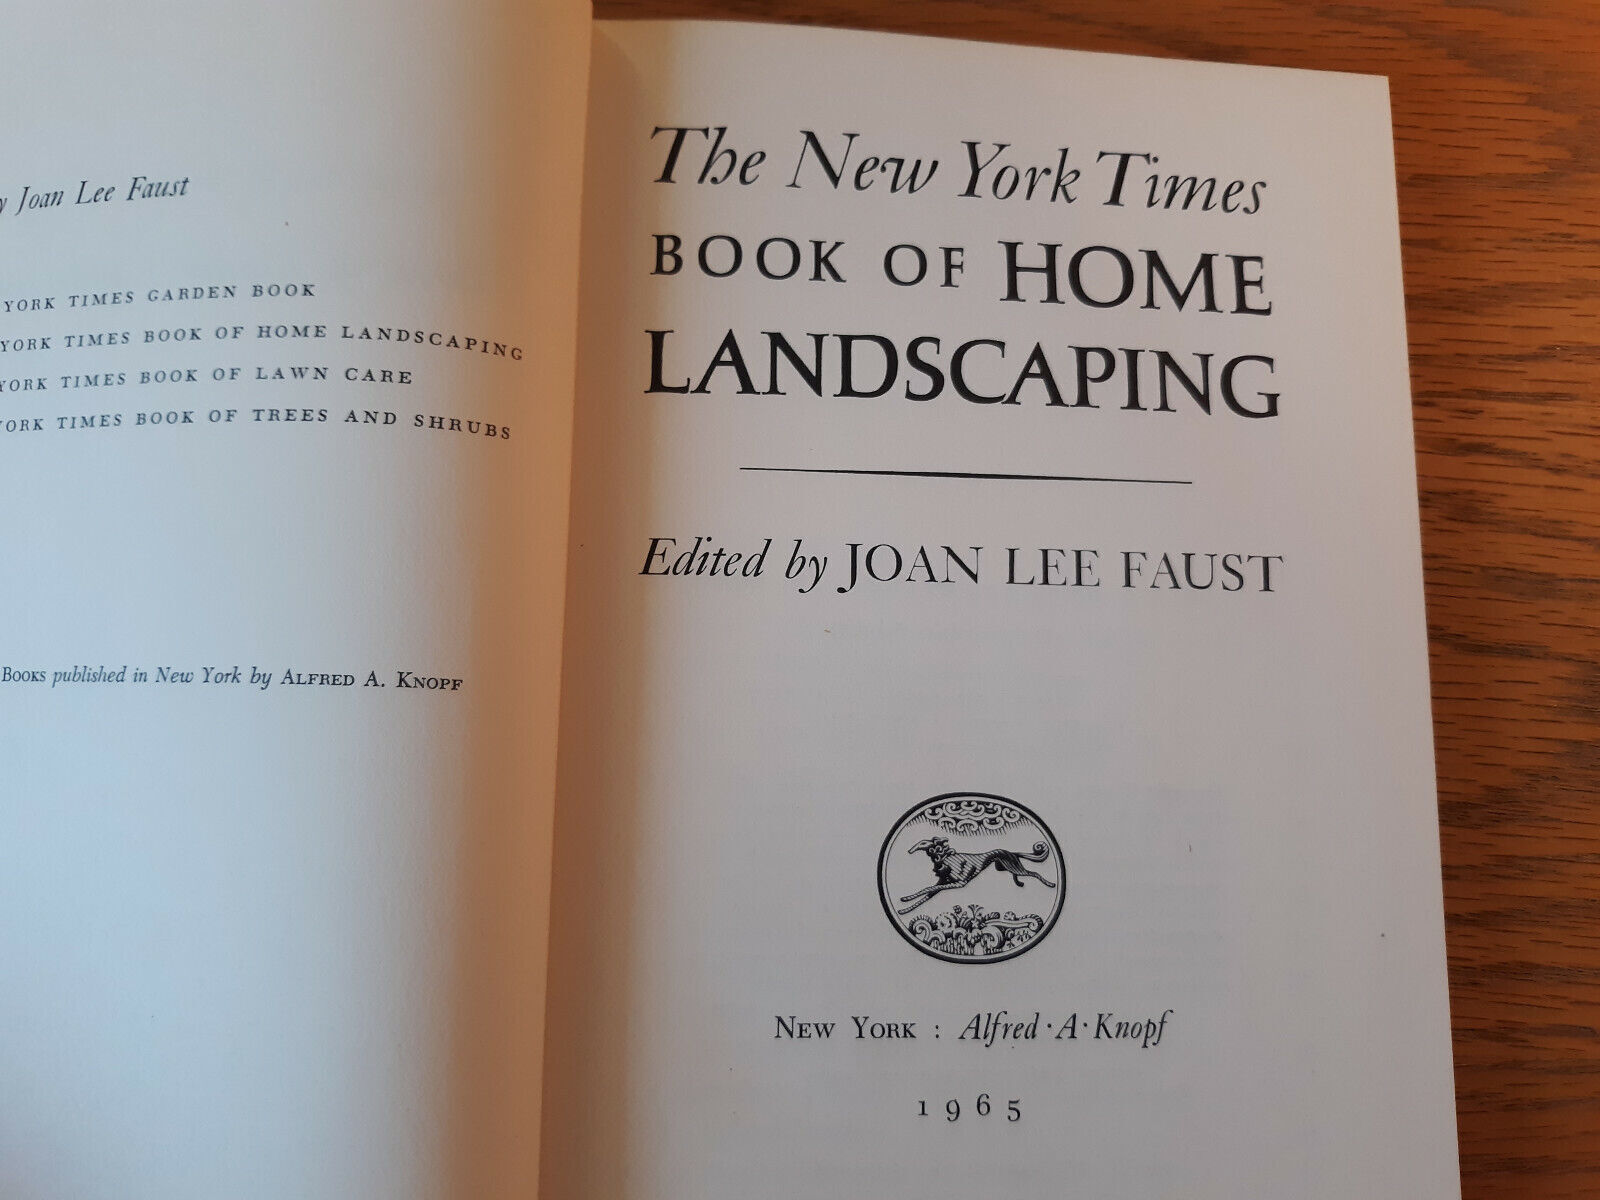 y Joan Lee Faust
YORK TIMES GARDEN BOOK
YORK TIMES BOOK OF HOME LANDSCAPING
YORK TIMES BOOK OF LAWN CARE
YORK TIMES BOOK OF TREES AND SHRUBS
BOOKS published in New York by ALFRED A. KNOPF
The New York Times
BOOK OF HOME
LANDSCAPING
Edited by JOAN LEE FAUST
NEW YORK : Alfred · A · Knopf
1965